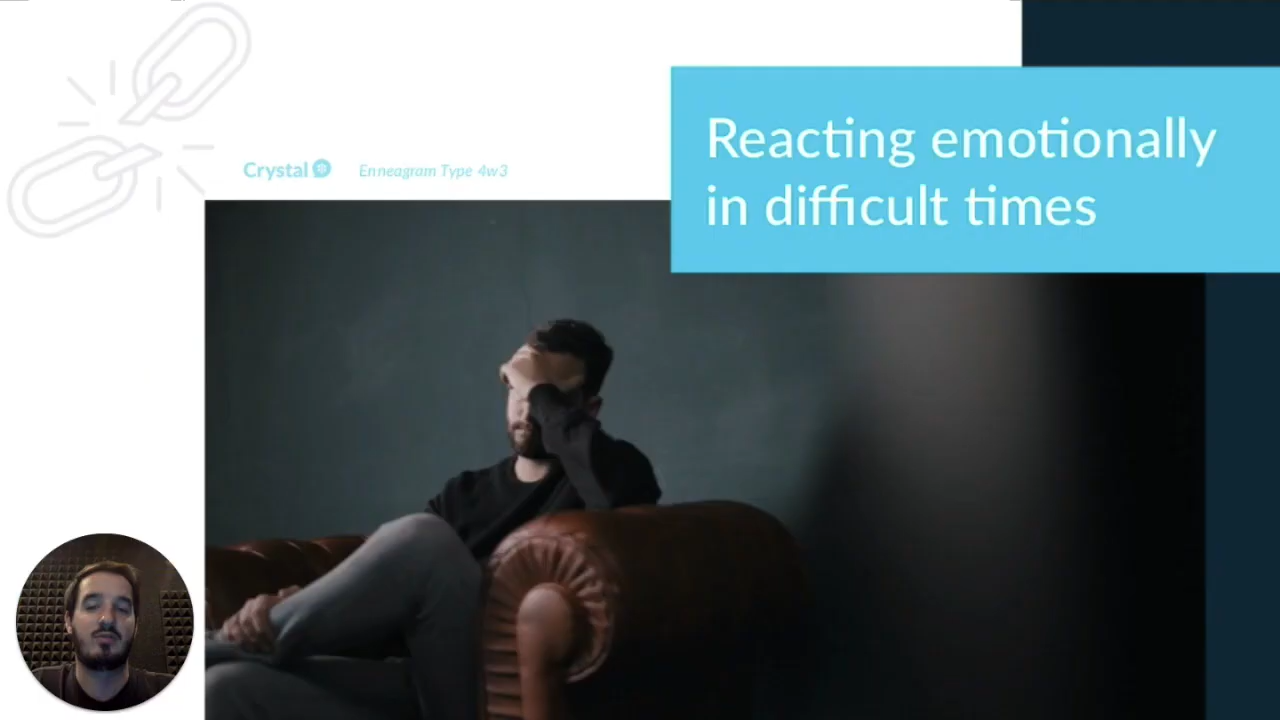 Reacting emotionally
in difficult times
Crystal
Enneagram Type 4w3